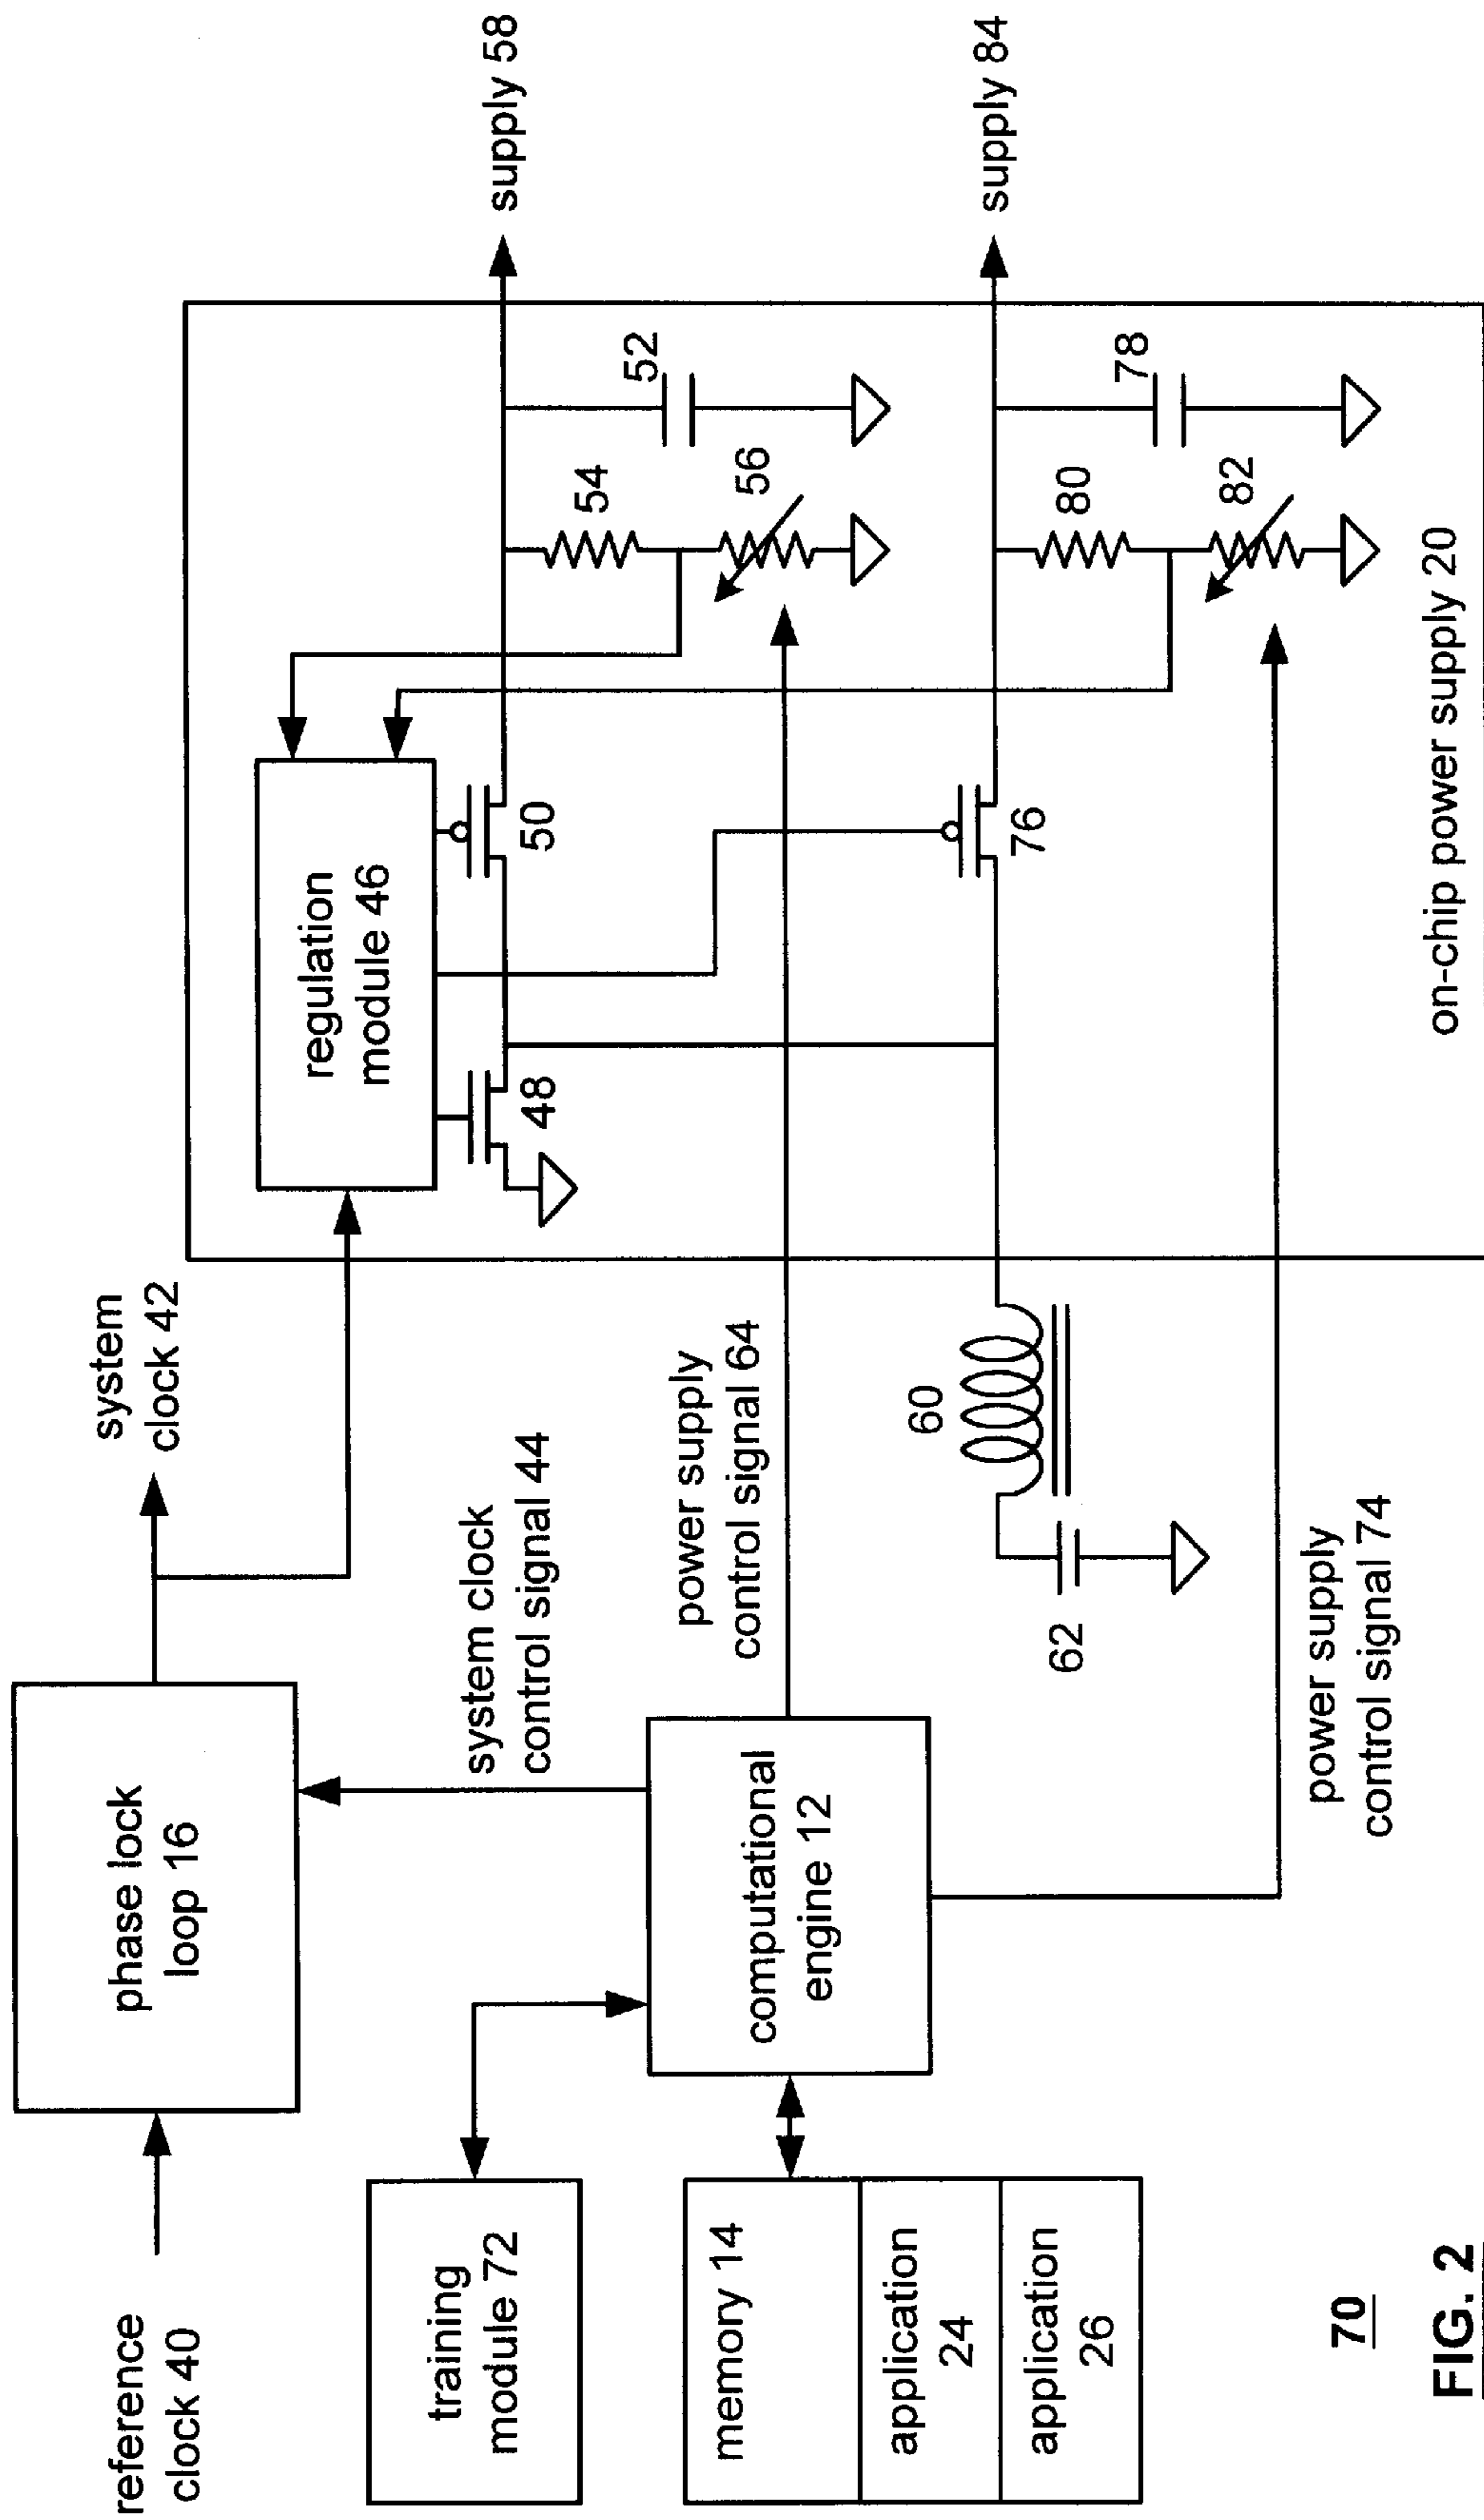 reference
clock 40
phase lock
loop 16
system
clock 42
system clock
control signal 44
training
module 72
memory 14
application
24
application
26
computational
engine 12
power supply
control signal 64
power supply
control signal 74
60
62
regulation
module 46
48
50
76
54
56
52
80
82
78
supply 58
supply 84
on-chip power supply 20
70
FIG. 2